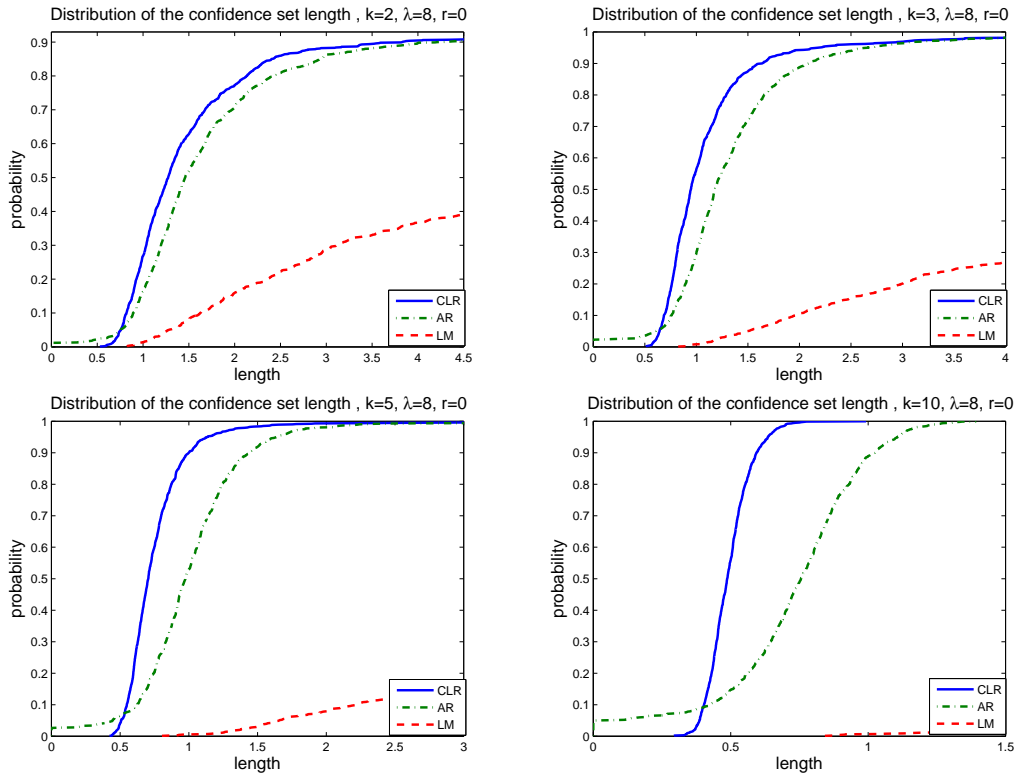 Distribution of the confidence set length , k=2, λ=8, r=0
0.9
0.8
0.7
0.6
0.5
0.4
0.3
0.2
0.1
0
probability
0 0.5 1 1.5 2 2.5 3 3.5 4 4.5
length
CLR
AR
LM
Distribution of the confidence set length , k=3, λ=8, r=0
1
0.9
0.8
0.7
0.6
0.5
0.4
0.3
0.2
0.1
0
probability
0 0.5 1 1.5 2 2.5 3 3.5 4
length
CLR
AR
LM
Distribution of the confidence set length , k=5, λ=8, r=0
1
0.9
0.8
0.7
0.6
0.5
0.4
0.3
0.2
0.1
0
probability
0 0.5 1 1.5 2 2.5 3
length
CLR
AR
LM
Distribution of the confidence set length , k=10, λ=8, r=0
1
0.9
0.8
0.7
0.6
0.5
0.4
0.3
0.2
0.1
0
probability
0 0.5 1 1.5
length
CLR
AR
LM